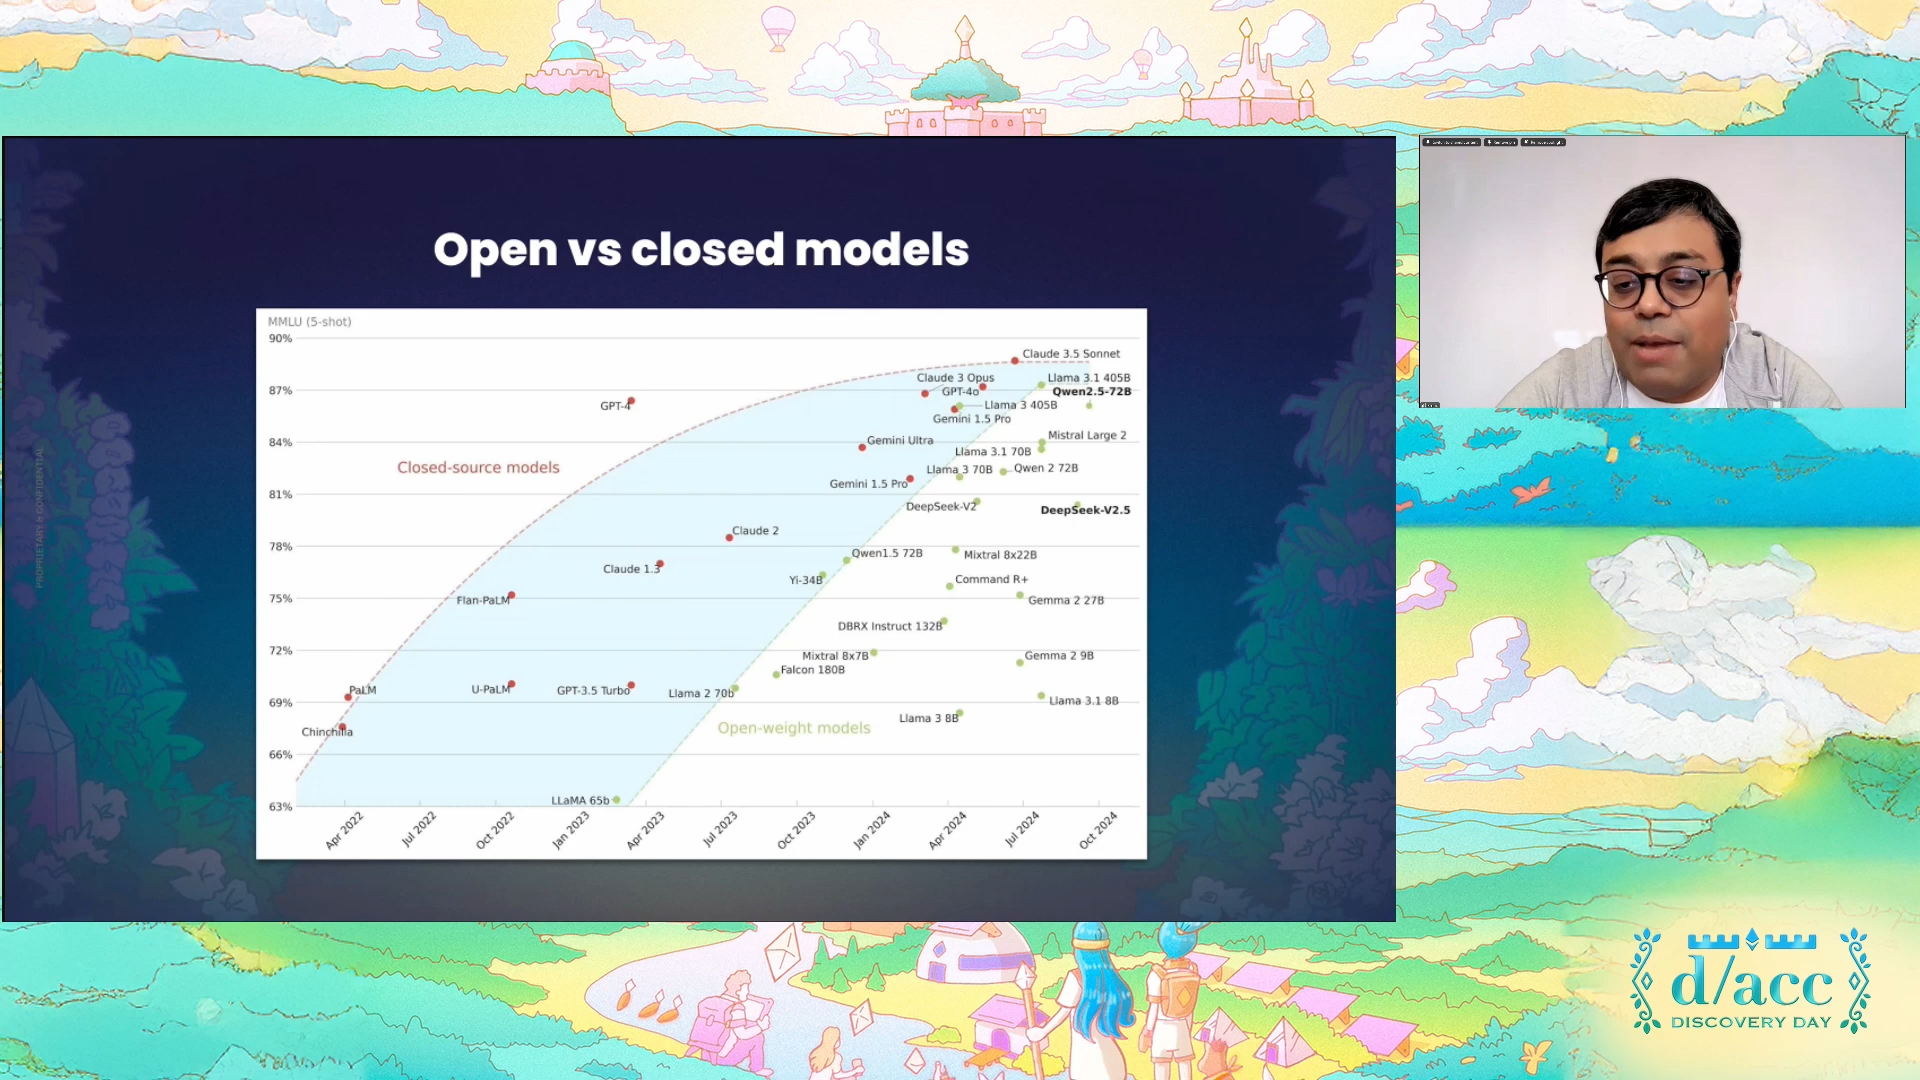 Open vs closed models
MMLU (5-shot)
90%
87%
84%
81%
78%
75%
72%
69%
66%
63%
Claude 3.5 Sonnet
Claude 3 Opus
Llama 3.1 405B
GPT-4o
Qwen2.5-72B
GPT-4
Llama 3 405B
Gemini 1.5 Pro
Mistral Large 2
Gemini Ultra
Llama 3.1 70B
Closed-source models
Llama 3 70B
Qwen 2 72B
Gemini 1.5 Pro
DeepSeek-V2
DeepSeek-V2.5
Claude 2
Qwen1.5 72B
Mixtral 8x22B
Claude 1.3
Yi-34B
Command R+
Flan-PaLM
Gemma 2 27B
DBRX Instruct 132B
Mixtral 8x7B
Gemma 2 9B
Falcon 180B
PaLM
U-PaLM
GPT-3.5 Turbo
Llama 2 70b
Llama 3.1 8B
Llama 3 8B
Open-weight models
Chinchilla
LLaMA 65b
Apr 2022
Jul 2022
Oct 2022
Jan 2023
Apr 2023
Jul 2023
Oct 2023
Jan 2024
Apr 2024
Jul 2024
Oct 2024
PROPRIETARY & CONFIDENTIAL
d/acc
DISCOVERY DAY